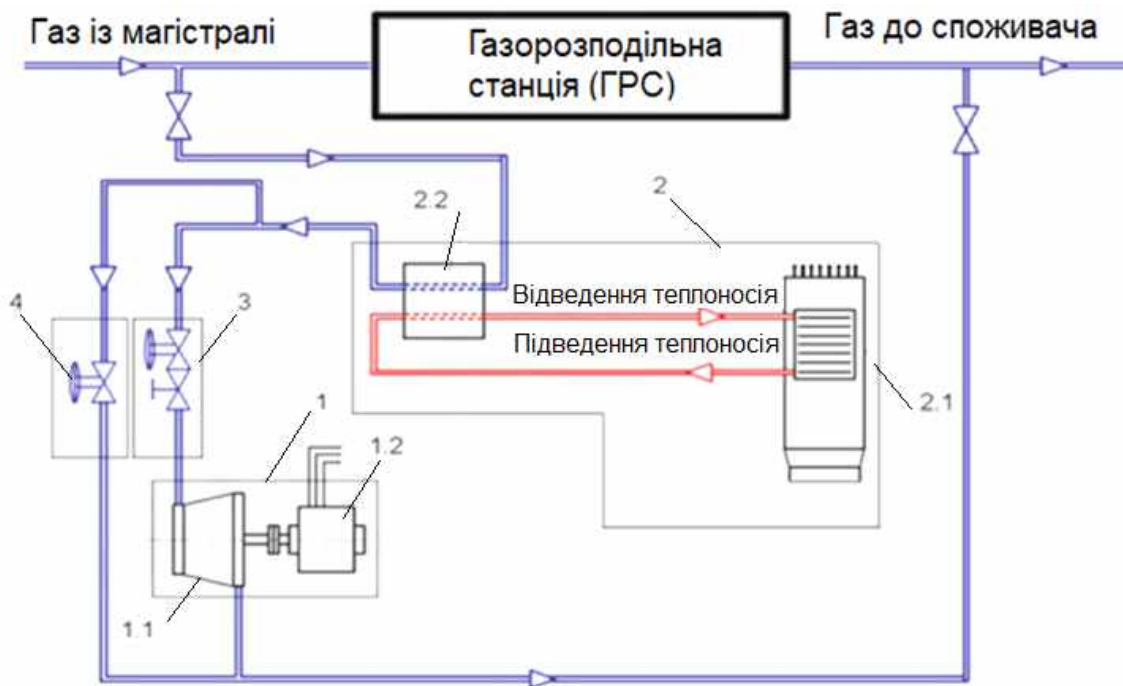 Газ із магістралі
Газорозподільна
станція (ГРС)
Газ до споживача
2
2.2
Відведення теплоносія
Підведення теплоносія
4
3
2.1
1
1.2
1.1